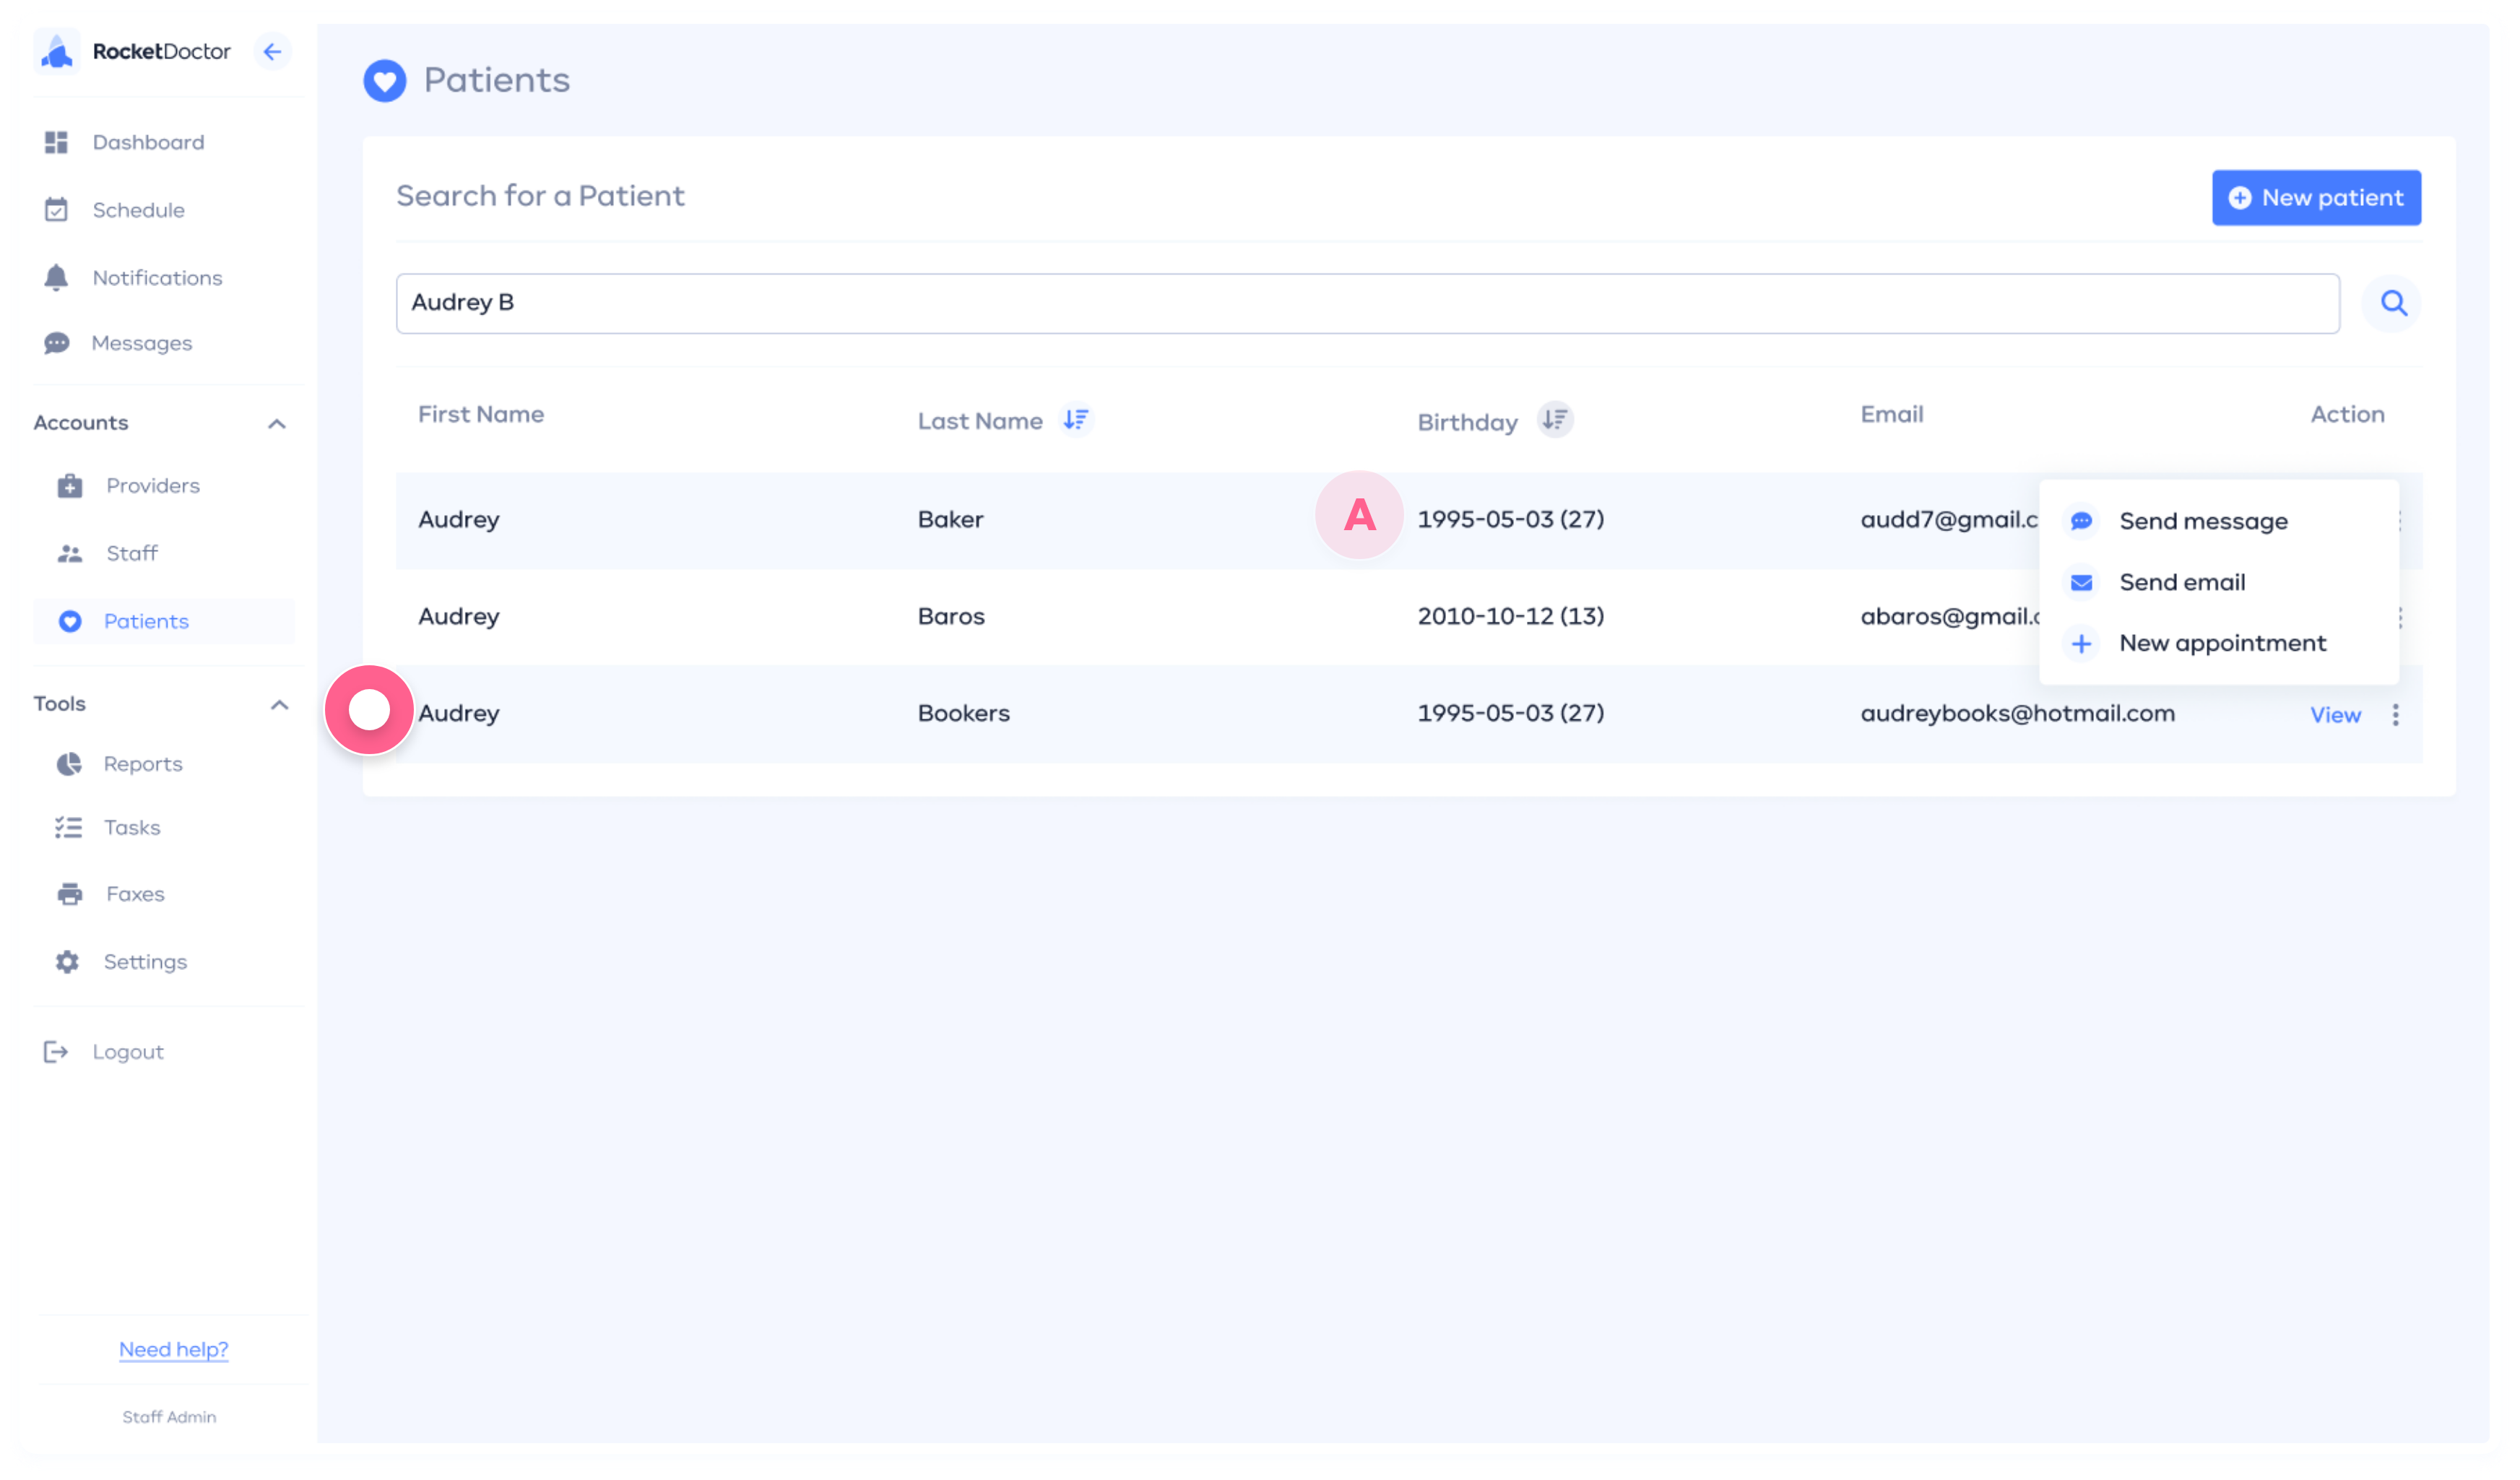 RocketDoctor
Dashboard
Schedule
Notifications
Messages
Accounts
Providers
Staff
Patients
Tools
Reports
Tasks
Faxes
Settings
Logout
Need help?
Staff Admin
Patients
Search for a Patient
New patient
Audrey B
First Name Last Name Birthday Email Action
Audrey Baker A 1995-05-03 (27) audd7@gmail.c
Audrey Baros 2010-10-12 (13) abaros@gmail.c
Audrey Bookers 1995-05-03 (27) audreybooks@hotmail.com View
Send message
Send email
New appointment